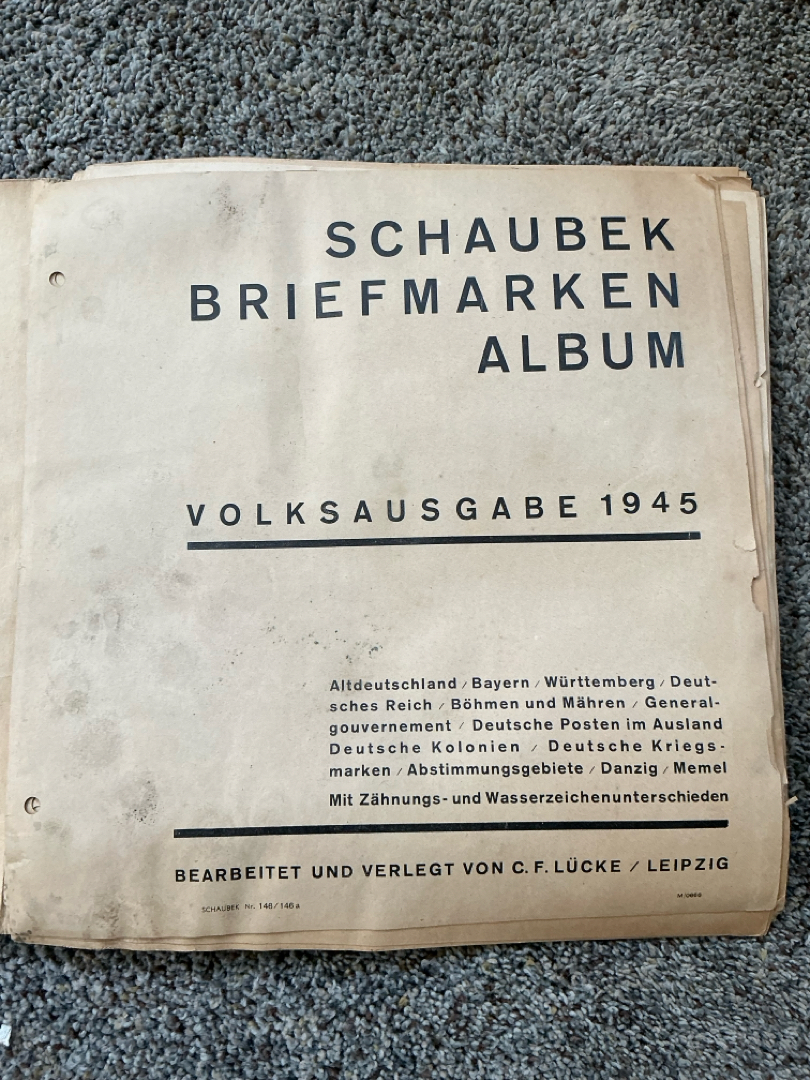 SCHAUBEK
BRIEFMARKEN
ALBUM
VOLKSAUSGABE 1945
Altdeutschland / Bayern / Württemberg / Deut-
sches Reich / Böhmen und Mähren / General-
gouvernement / Deutsche Posten im Ausland
Deutsche Kolonien / Deutsche Kriegs-
marken / Abstimmungsgebiete / Danzig / Memel
Mit Zähnungs- und Wasserzeichenunterschieden
BEARBEITET UND VERLEGT VON C. F. LÜCKE / LEIPZIG
SCHAUBEK Nr. 146/146a